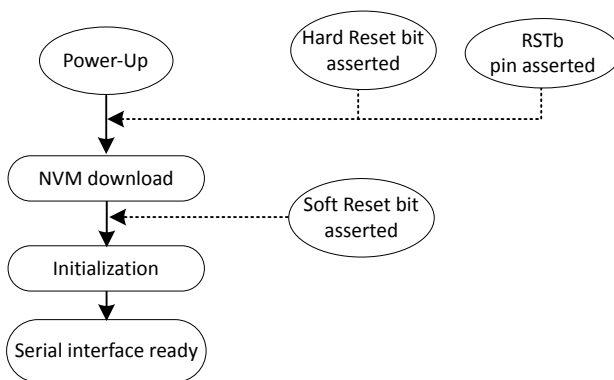 Power-Up
Hard Reset bit
asserted
RSTb
pin asserted
NVM download
Soft Reset bit
asserted
Initialization
Serial interface ready